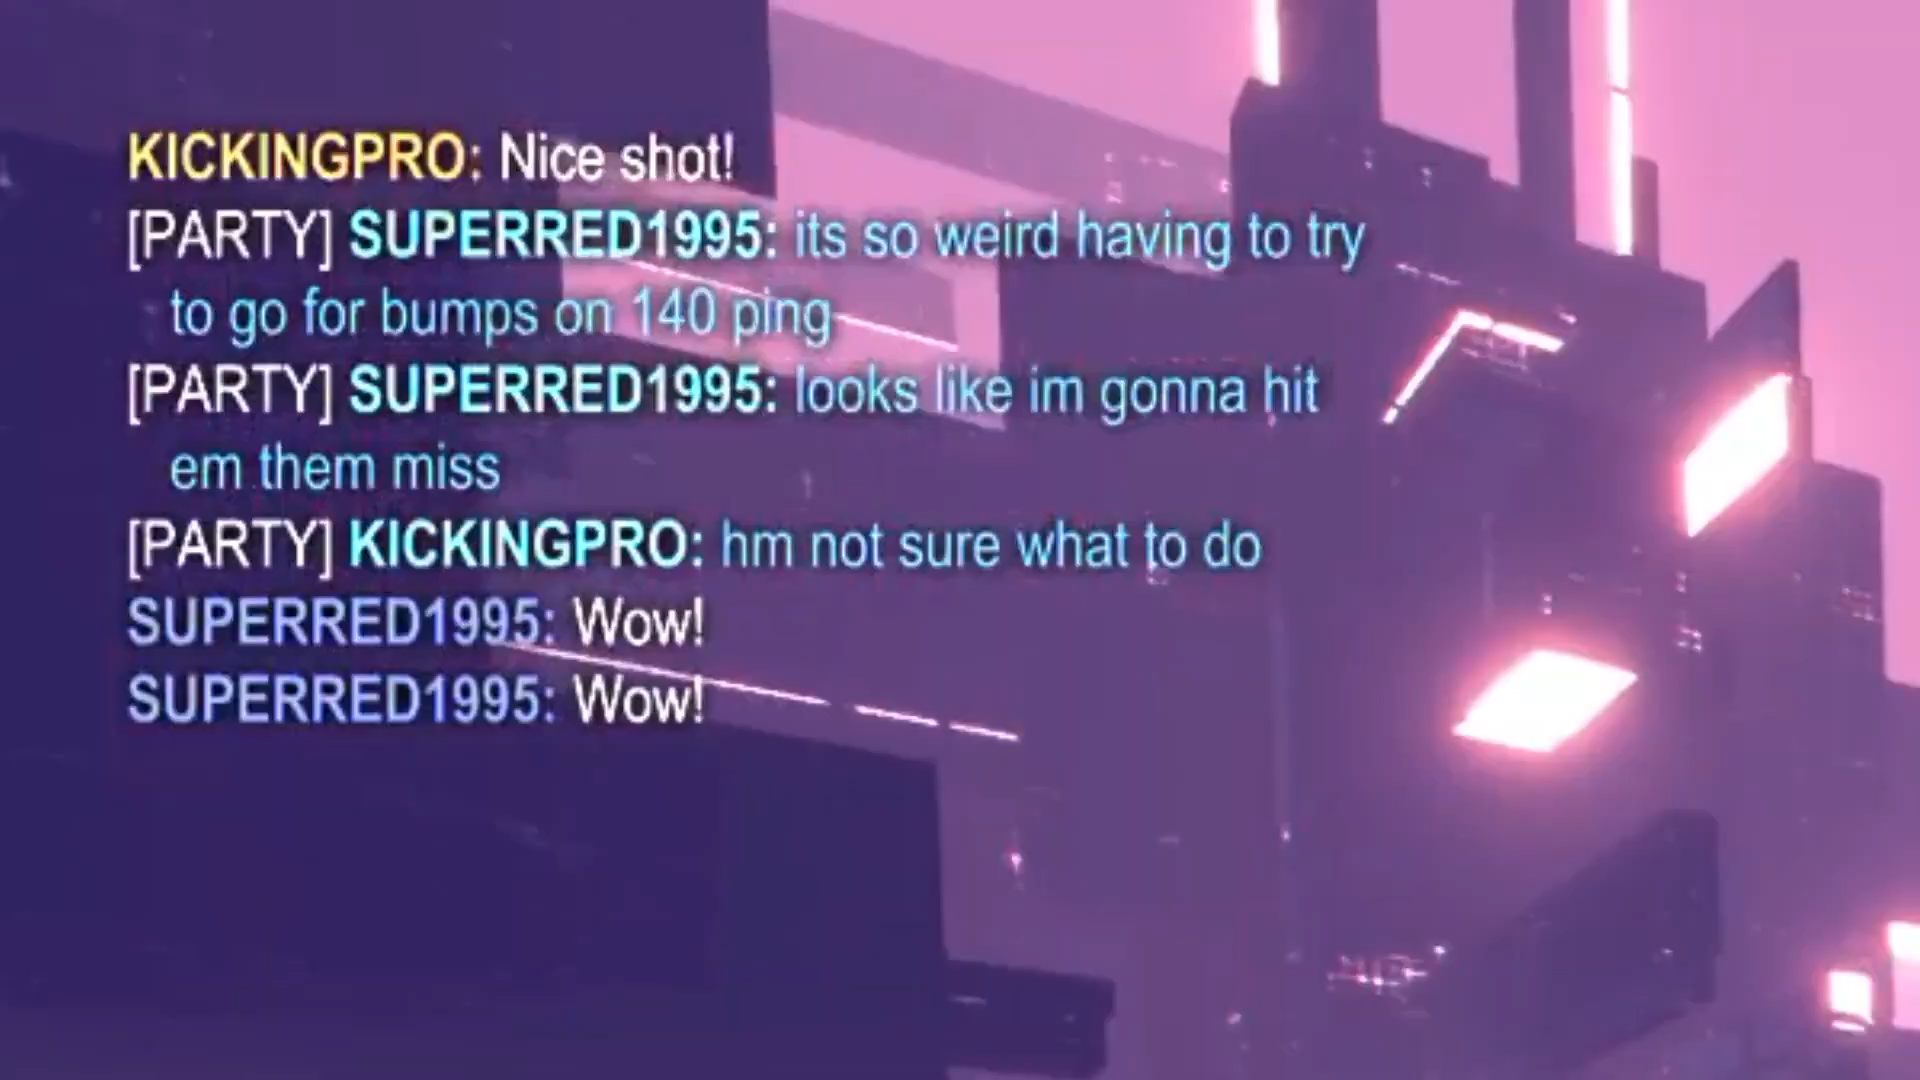 KICKINGPRO: Nice shot!
[PARTY] SUPERRED1995: its so weird having to try
to go for bumps on 140 ping
[PARTY] SUPERRED1995: looks like im gonna hit
em them miss
[PARTY] KICKINGPRO: hm not sure what to do
SUPERRED1995: Wow!
SUPERRED1995: Wow!